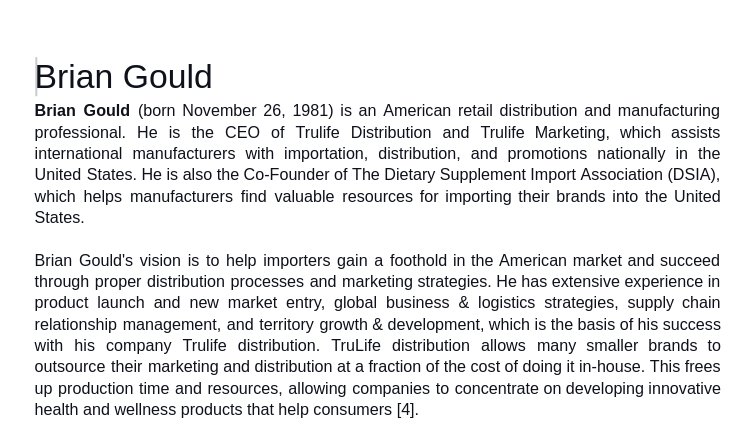 Brian Gould
Brian Gould (born November 26, 1981) is an American retail distribution and manufacturing
professional. He is the CEO of Trulife Distribution and Trulife Marketing, which assists
international manufacturers with importation, distribution, and promotions nationally in the
United States. He is also the Co-Founder of The Dietary Supplement Import Association (DSIA),
which helps manufacturers find valuable resources for importing their brands into the United
States.
Brian Gould's vision is to help importers gain a foothold in the American market and succeed
through proper distribution processes and marketing strategies. He has extensive experience in
product launch and new market entry, global business & logistics strategies, supply chain
relationship management, and territory growth & development, which is the basis of his success
with his company Trulife distribution. TruLife distribution allows many smaller brands to
outsource their marketing and distribution at a fraction of the cost of doing it in-house. This frees
up production time and resources, allowing companies to concentrate on developing innovative
health and wellness products that help consumers [4].